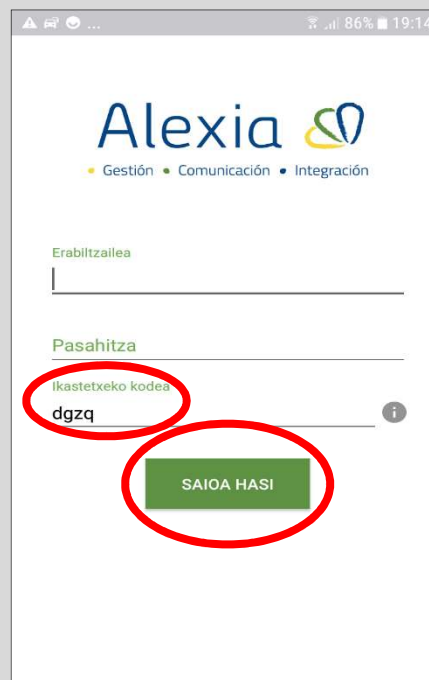 ... 86% 19:14
Alexia
• Gestión • Comunicación • Integración
Erabiltzailea
Pasahitza
Ikastetxeko kodea
dgzq
SAIOA HASI